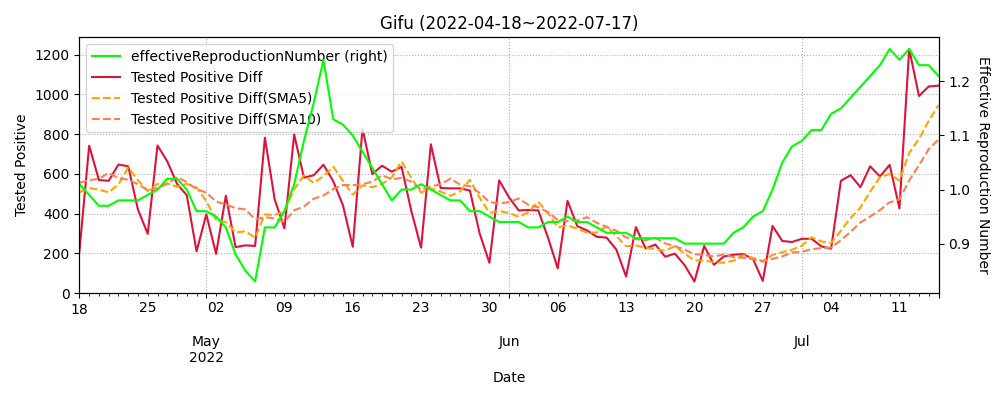 Gifu (2022-04-18~2022-07-17)
effectiveReproductionNumber (right)
Tested Positive Diff
Tested Positive Diff(SMA5)
Tested Positive Diff(SMA10)
Tested Positive
1200
1000
800
600
400
200
0
1.2
1.1
1.0
0.9
Effective Reproduction Number
18 25 02 09 16 23 30 06 13 20 27 04 11
May Jun Jul
2022
Date